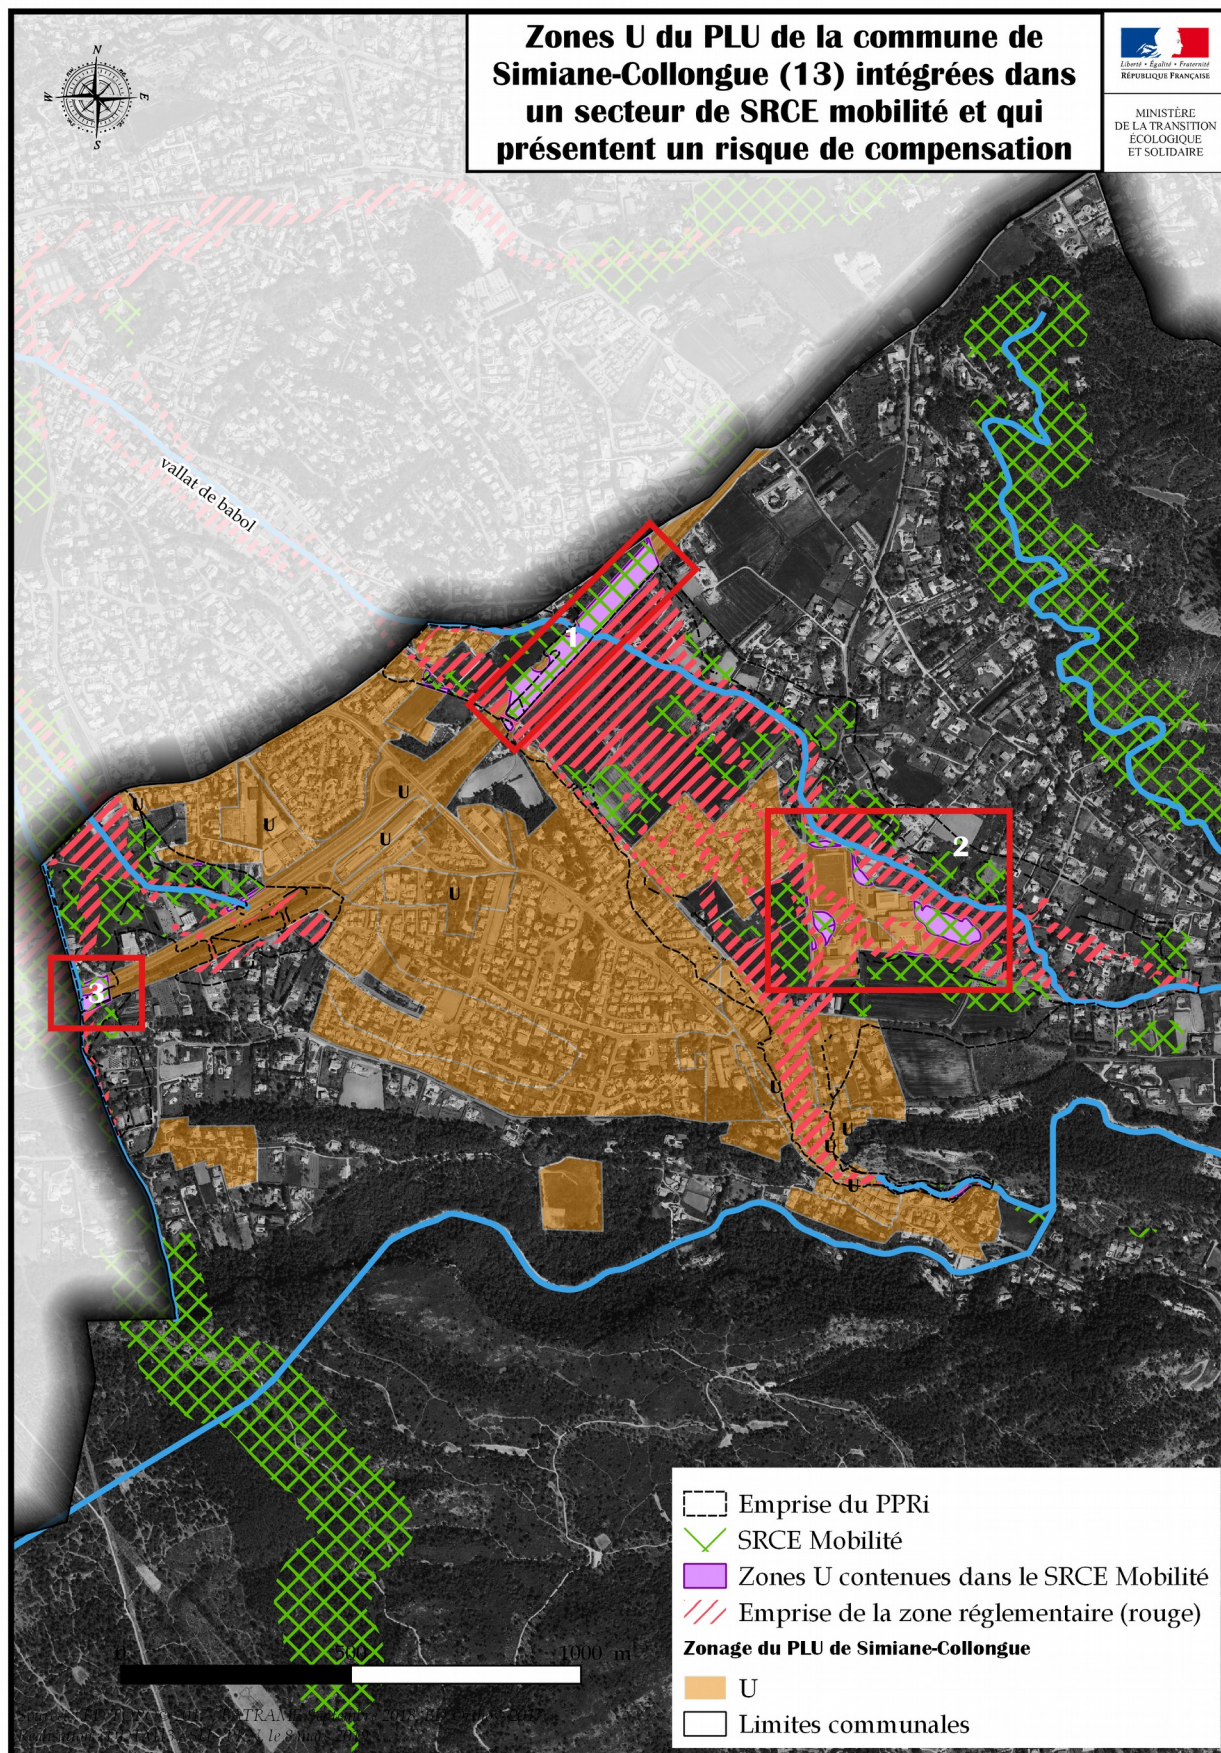 Zones U du PLU de la commune de
Simiane-Collongue (13) intégrées dans
un secteur de SRCE mobilité et qui
présentent un risque de compensation
Liberté • Égalité • Fraternité
RÉPUBLIQUE FRANÇAISE
MINISTÈRE
DE LA TRANSITION
ÉCOLOGIQUE
ET SOLIDAIRE
N
W
E
S
vallat de babol
1
2
3
U
U
U
U
U
U
U
U
U
Emprise du PPRi
SRCE Mobilité
Zones U contenues dans le SRCE Mobilité
Emprise de la zone réglementaire (rouge)
Zonage du PLU de Simiane-Collongue
U
Limites communales
0 500 1000 m